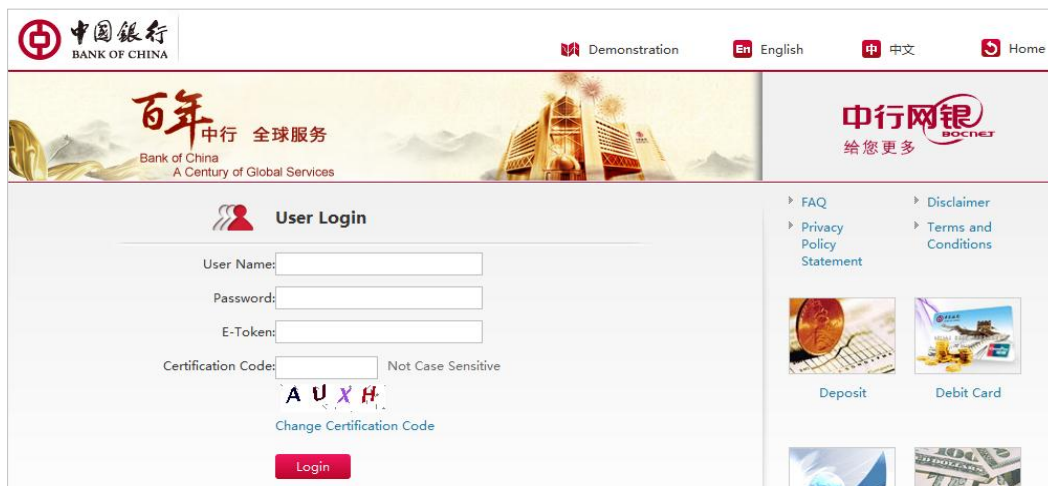 中国银行
BANK OF CHINA
Demonstration
En English
中 中文
Home
百年中行 全球服务
Bank of China
A Century of Global Services
中行网银
BOCNET
给您更多
User Login
User Name:
Password:
E-Token:
Certification Code:
Not Case Sensitive
A U X H
Change Certification Code
Login
FAQ
Disclaimer
Privacy
Policy
Statement
Terms and
Conditions
Deposit
Debit Card